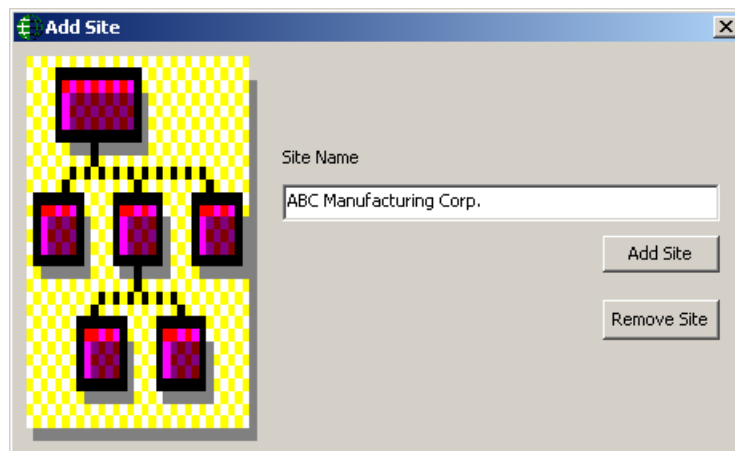 Add Site
Site Name
ABC Manufacturing Corp.
Add Site
Remove Site